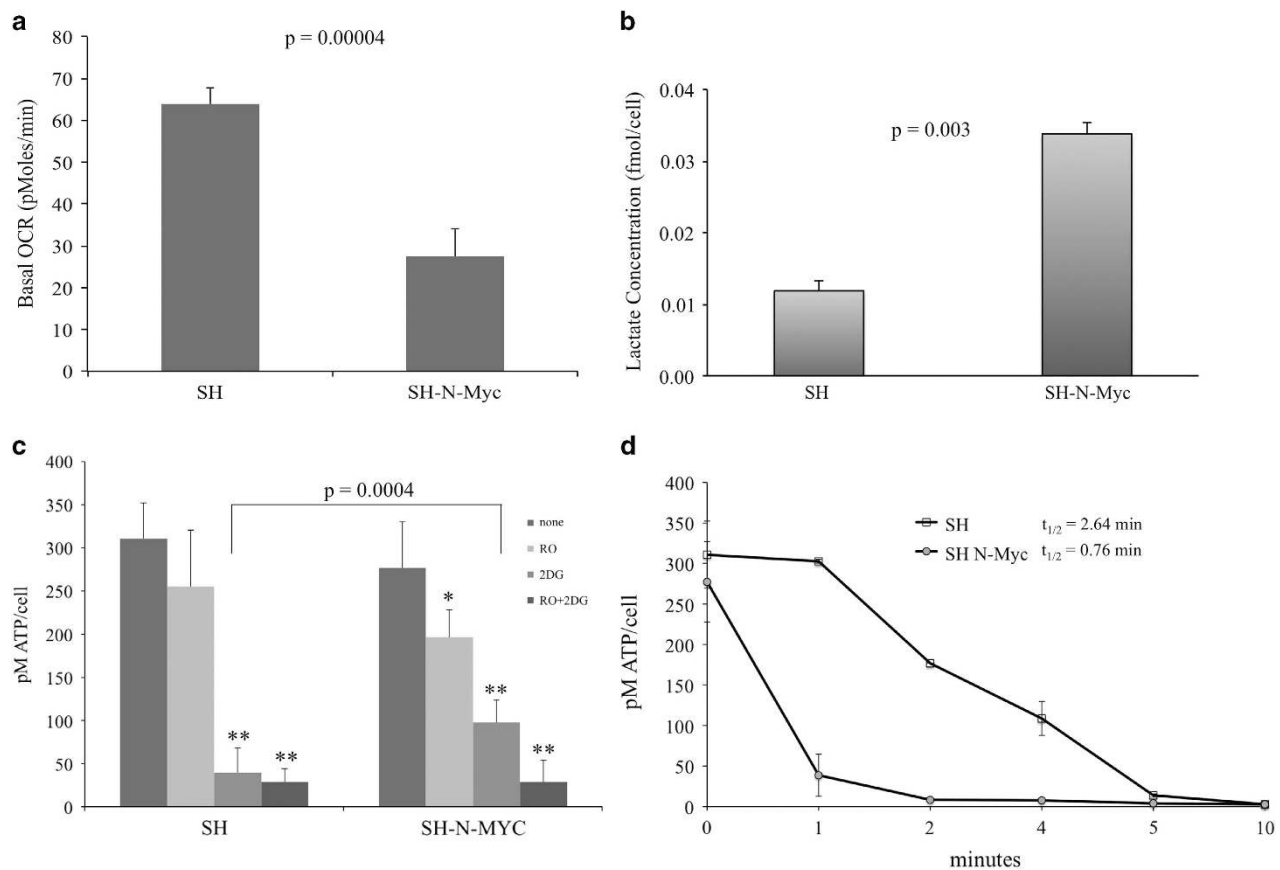 a
p = 0.00004
Basal OCR (pMoles/min)
80
70
60
50
40
30
20
10
0
SH
SH-N-Myc
b
p = 0.003
Lactate Concentration (fmol/cell)
0.04
0.03
0.02
0.01
0.00
SH
SH-N-Myc
c
p = 0.0004
pM ATP/cell
400
350
300
250
200
150
100
50
0
none
RO
2DG
RO+2DG
**
**
*
**
**
SH
SH-N-MYC
d
pM ATP/cell
400
350
300
250
200
150
100
50
0
SH t1/2 = 2.64 min
SH N-Myc t1/2 = 0.76 min
0 1 2 4 5 10
minutes